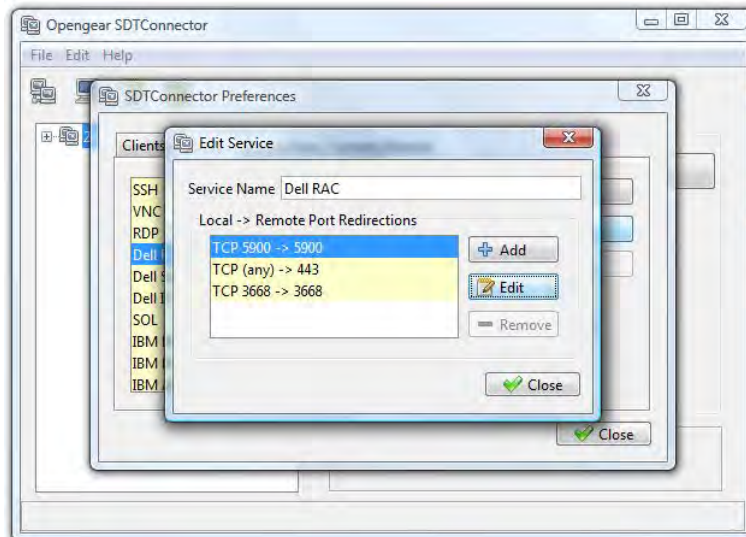 Opengear SDTConnector
File Edit Help
SDTConnector Preferences
Clients
Edit Service
Service Name Dell RAC
Local -> Remote Port Redirections
TCP 5900 -> 5900
TCP (any) -> 443
TCP 3668 -> 3668
Add
Edit
Remove
Close
SSH
VNC
RDP
Dell
Dell
Dell
SOL
IBM
IBM
IBM
Close